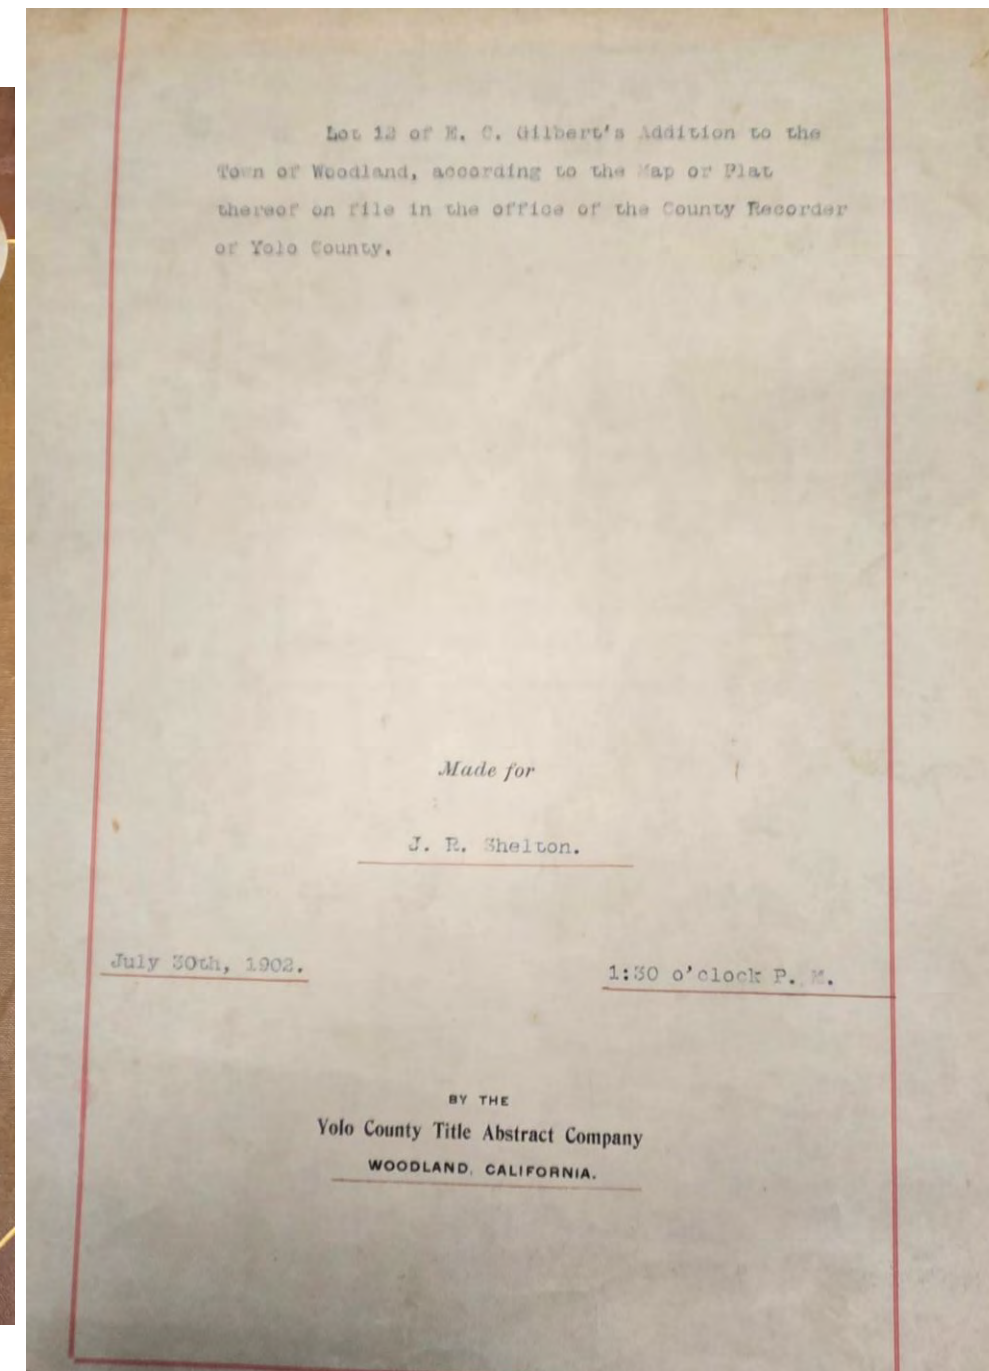 Lot 12 of E. C. Gilbert's Addition to the
Town of Woodland, according to the Map or Plat
thereof on file in the office of the County Recorder
of Yolo County.
Made for
J. R. Shelton.
July 30th, 1902.
1:30 o'clock P. M.
BY THE
Yolo County Title Abstract Company
WOODLAND, CALIFORNIA.